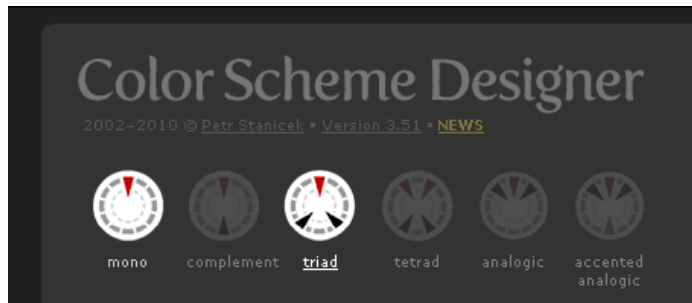 Color Scheme Designer
2002–2010 © Petr Stanicek • Version 3.51 • NEWS
mono complement triad tetrad analogic accented analogic